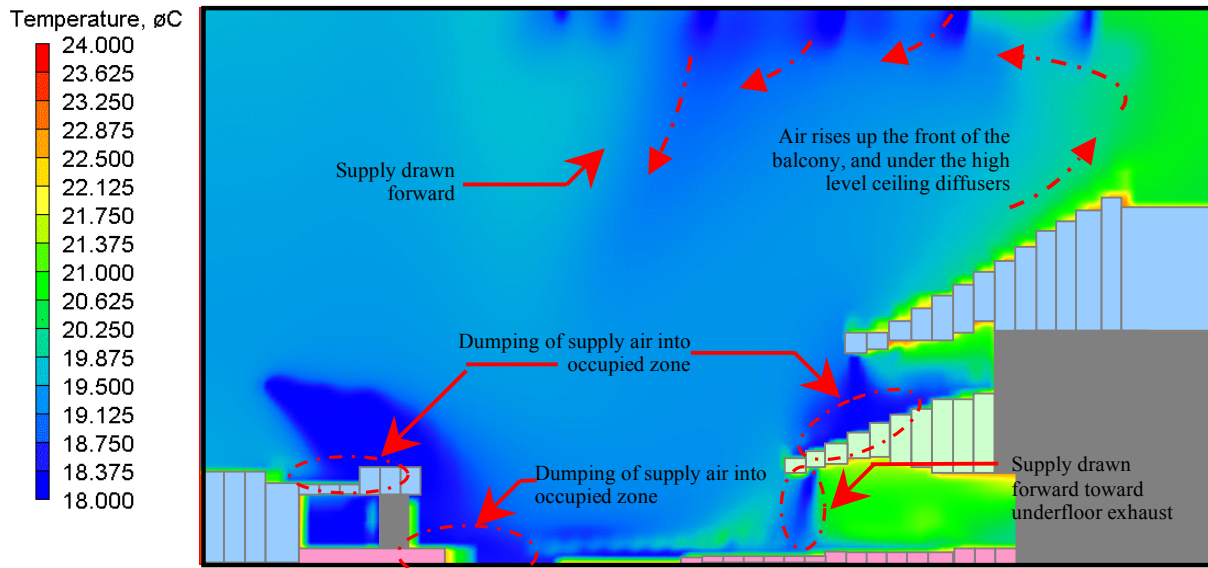 Temperature, øC
24.000
23.625
23.250
22.875
22.500
22.125
21.750
21.375
21.000
20.625
20.250
19.875
19.500
19.125
18.750
18.375
18.000
Supply drawn
forward
Air rises up the front of the
balcony, and under the high
level ceiling diffusers
Dumping of supply air into
occupied zone
Dumping of supply air into
occupied zone
Supply drawn
forward toward
underfloor exhaust